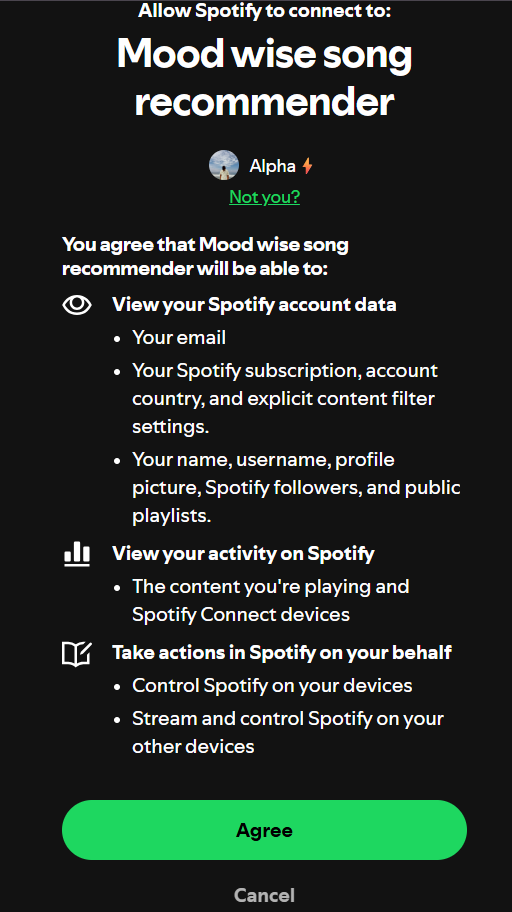 Allow Spotify to connect to:
Mood wise song
recommender
Alpha
Not you?
You agree that Mood wise song
recommender will be able to:
View your Spotify account data
• Your email
• Your Spotify subscription, account
country, and explicit content filter
settings.
• Your name, username, profile
picture, Spotify followers, and public
playlists.
View your activity on Spotify
• The content you're playing and
Spotify Connect devices
Take actions in Spotify on your behalf
• Control Spotify on your devices
• Stream and control Spotify on your
other devices
Agree
Cancel